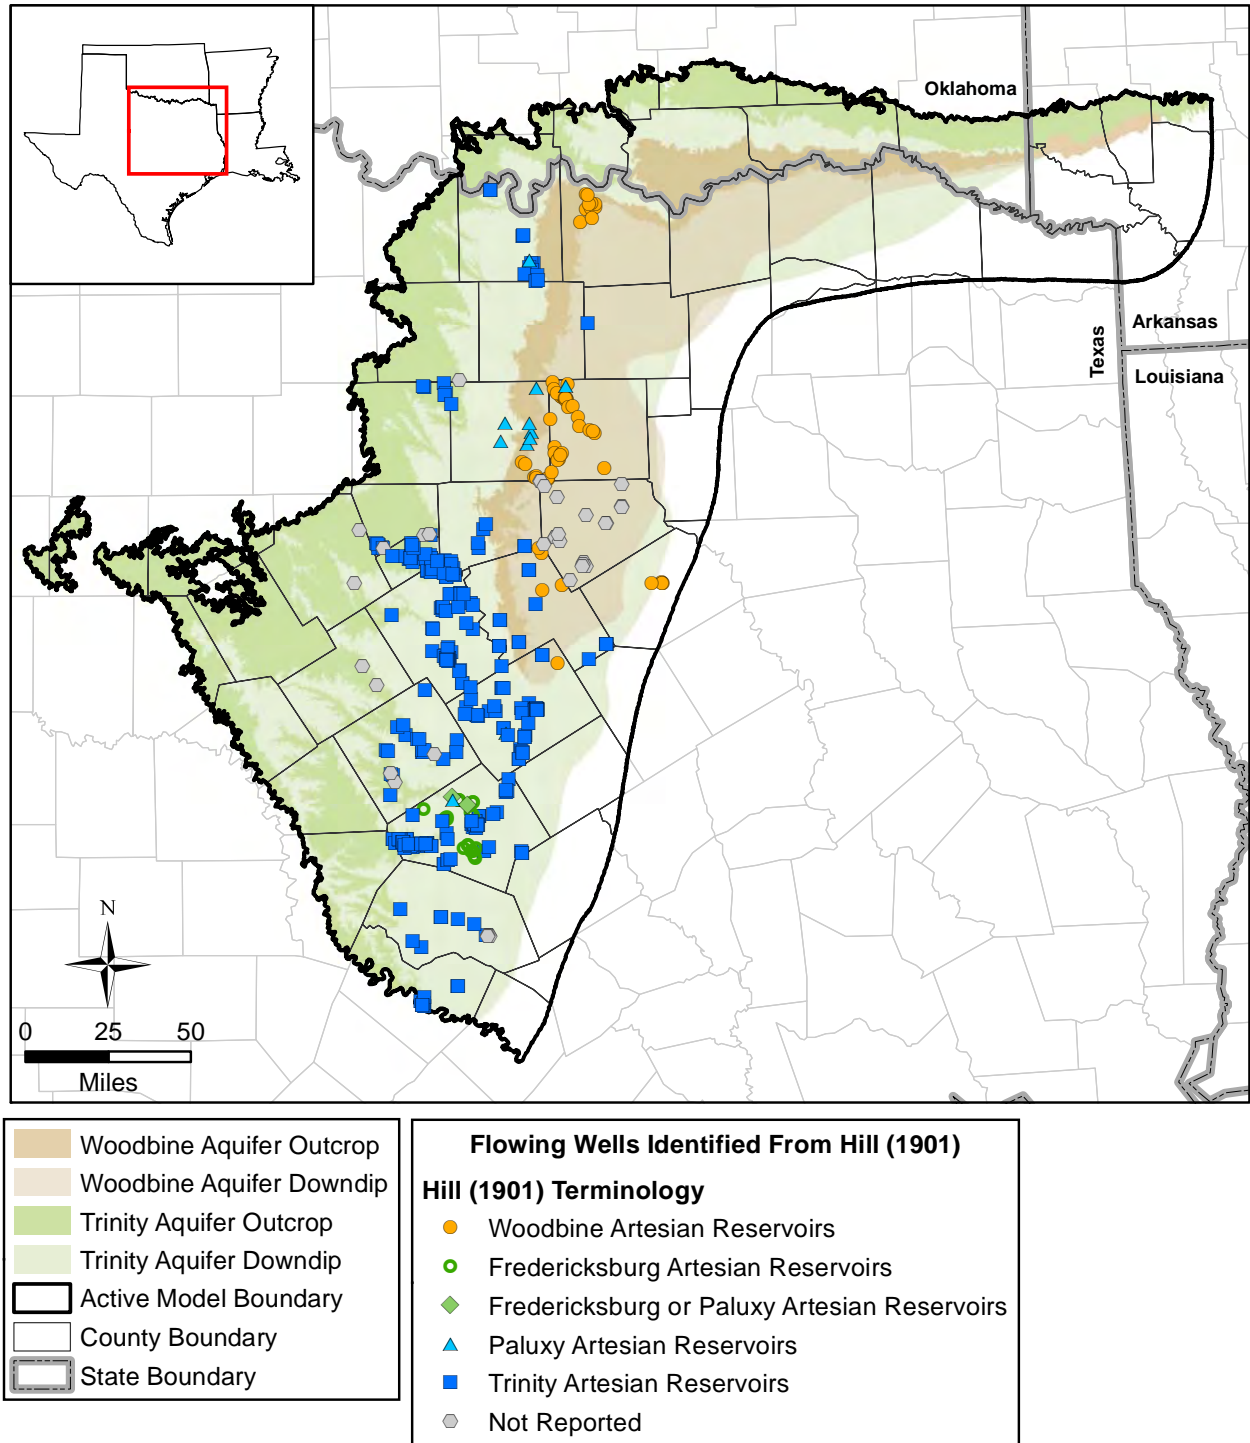 Oklahoma
Texas
Arkansas
Louisiana
N
0 25 50
Miles
Woodbine Aquifer Outcrop
Woodbine Aquifer Downdip
Trinity Aquifer Outcrop
Trinity Aquifer Downdip
Active Model Boundary
County Boundary
State Boundary
Flowing Wells Identified From Hill (1901)
Hill (1901) Terminology
Woodbine Artesian Reservoirs
Fredericksburg Artesian Reservoirs
Fredericksburg or Paluxy Artesian Reservoirs
Paluxy Artesian Reservoirs
Trinity Artesian Reservoirs
Not Reported